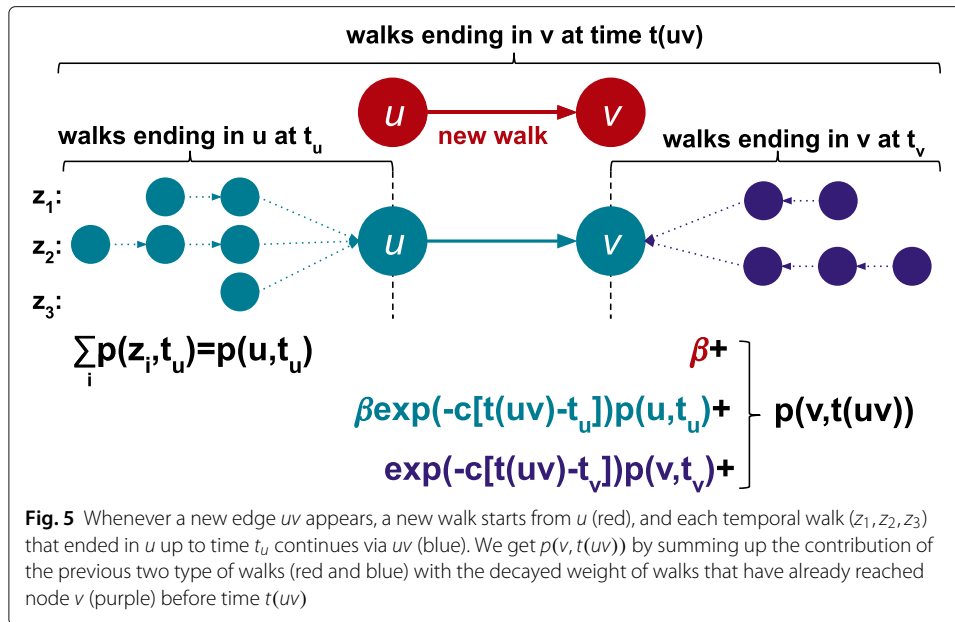 walks ending in v at time t(uv)
u
v
new walk
walks ending in u at t_u
walks ending in v at t_v
z_1:
z_2:
z_3:
u
v
∑_i p(z_i,t_u)=p(u,t_u)
β+
βexp(-c[t(uv)-t_u])p(u,t_u)+
exp(-c[t(uv)-t_v])p(v,t_v)+
p(v,t(uv))
Fig. 5 Whenever a new edge uv appears, a new walk starts from u (red), and each temporal walk (z_1, z_2, z_3)
that ended in u up to time t_u continues via uv (blue). We get p(v, t(uv)) by summing up the contribution of
the previous two type of walks (red and blue) with the decayed weight of walks that have already reached
node v (purple) before time t(uv)